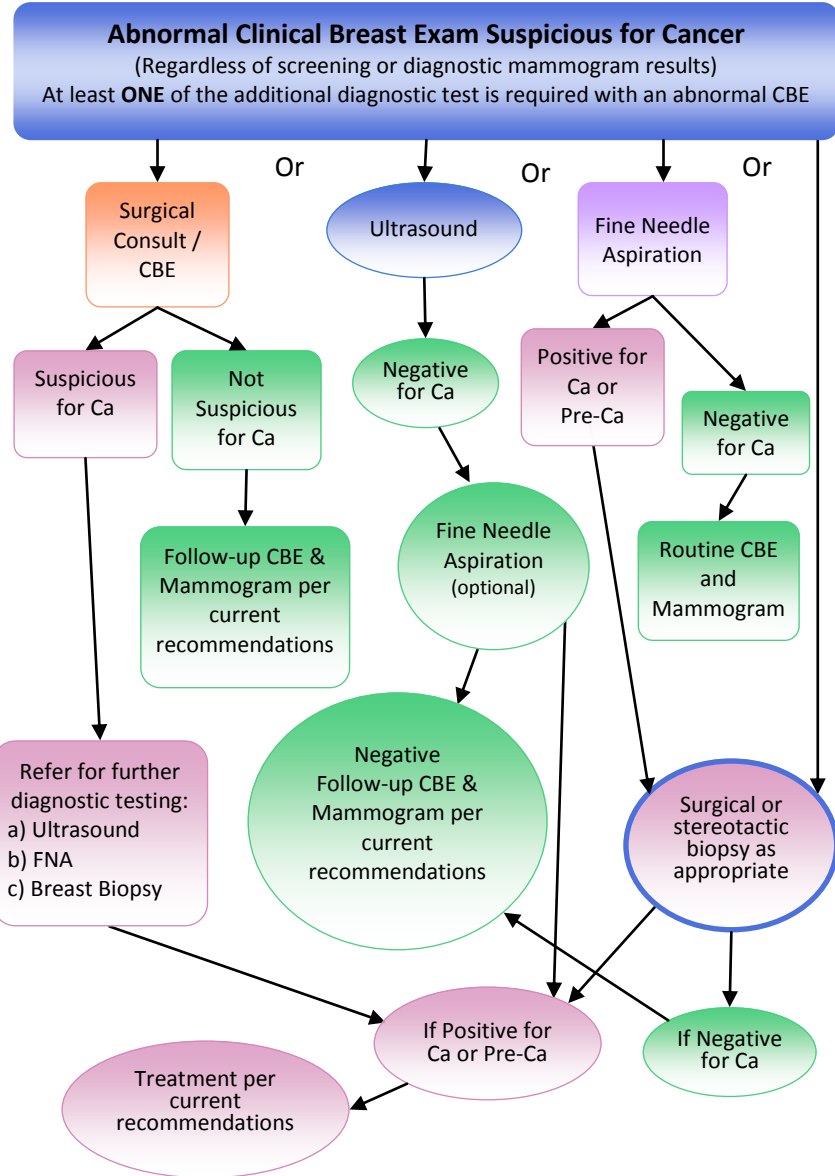 Abnormal Clinical Breast Exam Suspicious for Cancer
(Regardless of screening or diagnostic mammogram results)
At least ONE of the additional diagnostic test is required with an abnormal CBE
Or
Or
Or
Surgical
Consult /
CBE
Ultrasound
Fine Needle
Aspiration
Suspicious
for Ca
Not
Suspicious
for Ca
Negative
for Ca
Positive for
Ca or
Pre-Ca
Negative
for Ca
Follow-up CBE &
Mammogram per
current
recommendations
Fine Needle
Aspiration
(optional)
Routine CBE
and
Mammogram
Refer for further
diagnostic testing:
a) Ultrasound
b) FNA
c) Breast Biopsy
Negative
Follow-up CBE &
Mammogram per
current
recommendations
Surgical or
stereotactic
biopsy as
appropriate
If Positive for
Ca or Pre-Ca
If Negative
for Ca
Treatment per
current
recommendations